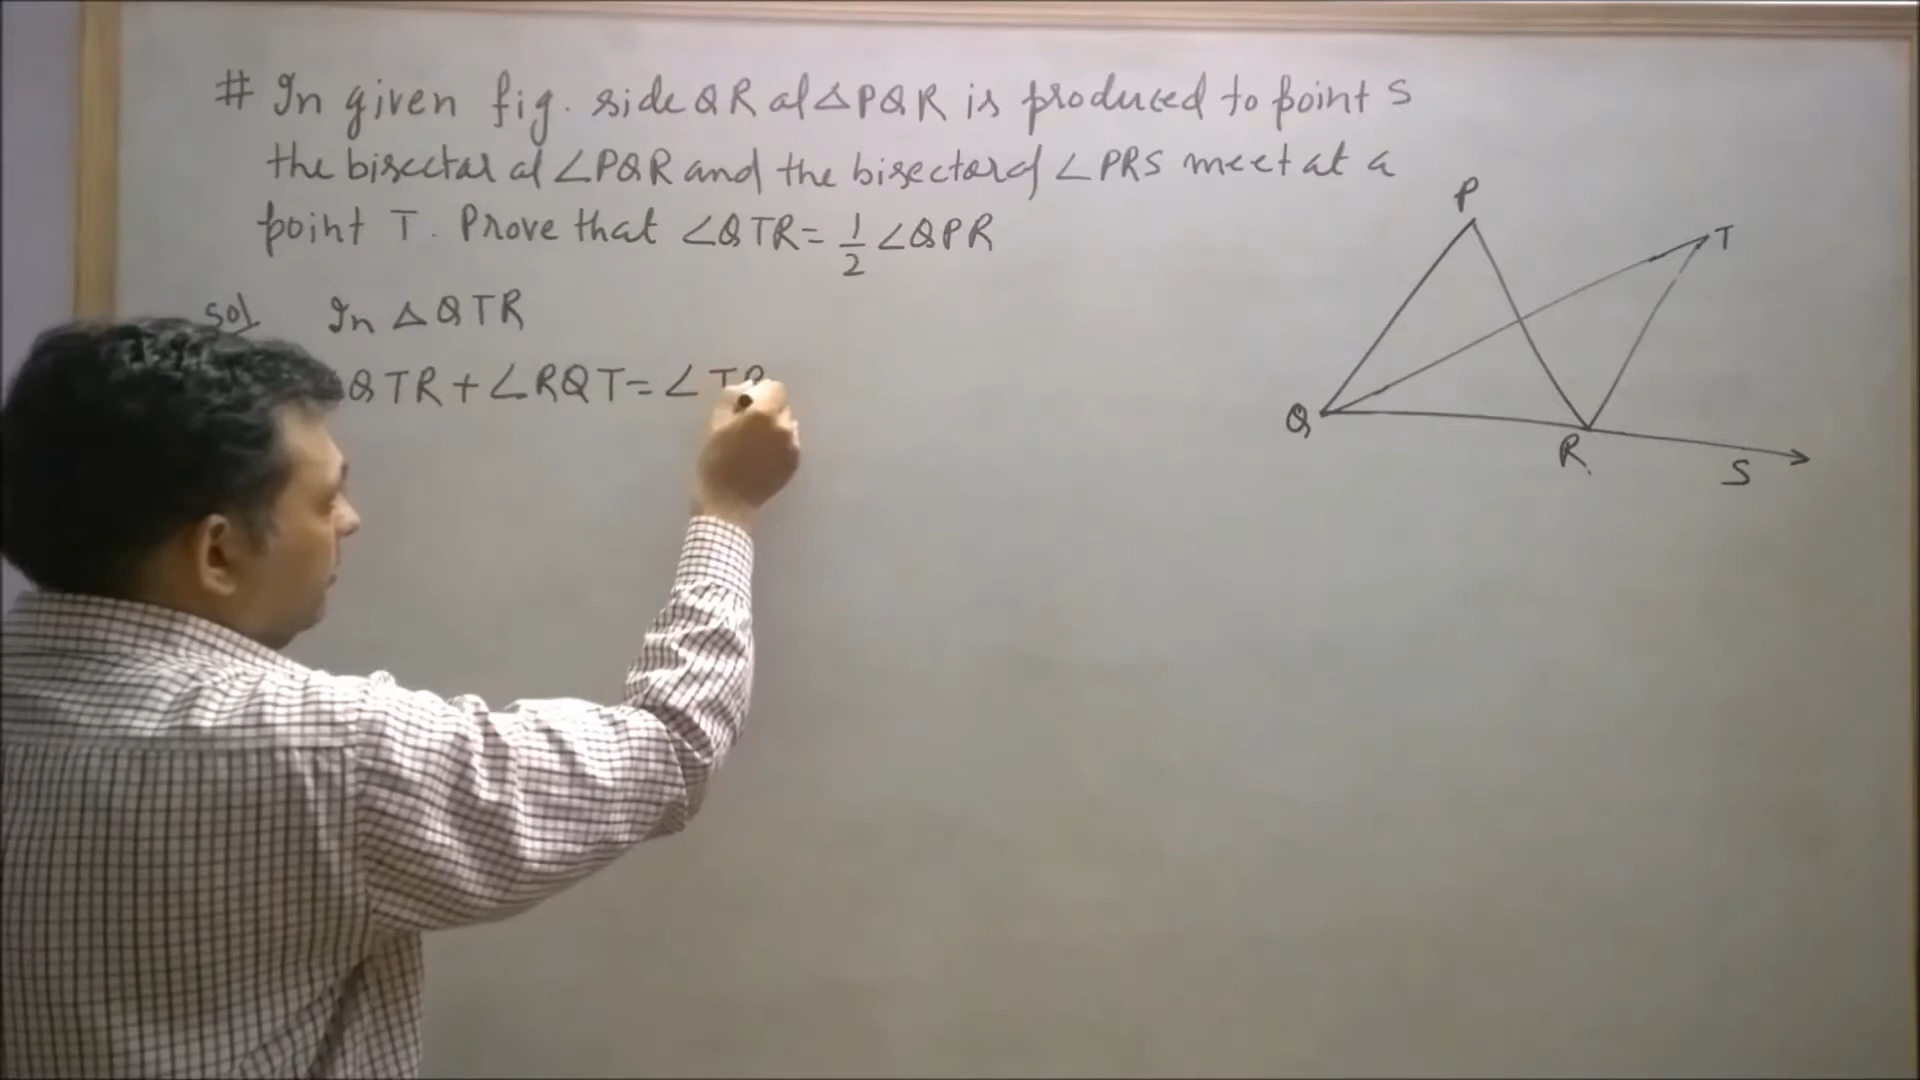 # In given fig. side QR of △PQR is produced to point S
the bisector of ∠PQR and the bisector of ∠PRS meet at a
point T. Prove that ∠QTR = 1/2 ∠QPR
Sol In △QTR
QTR + ∠RQT = ∠TR
P
T
Q
R
S